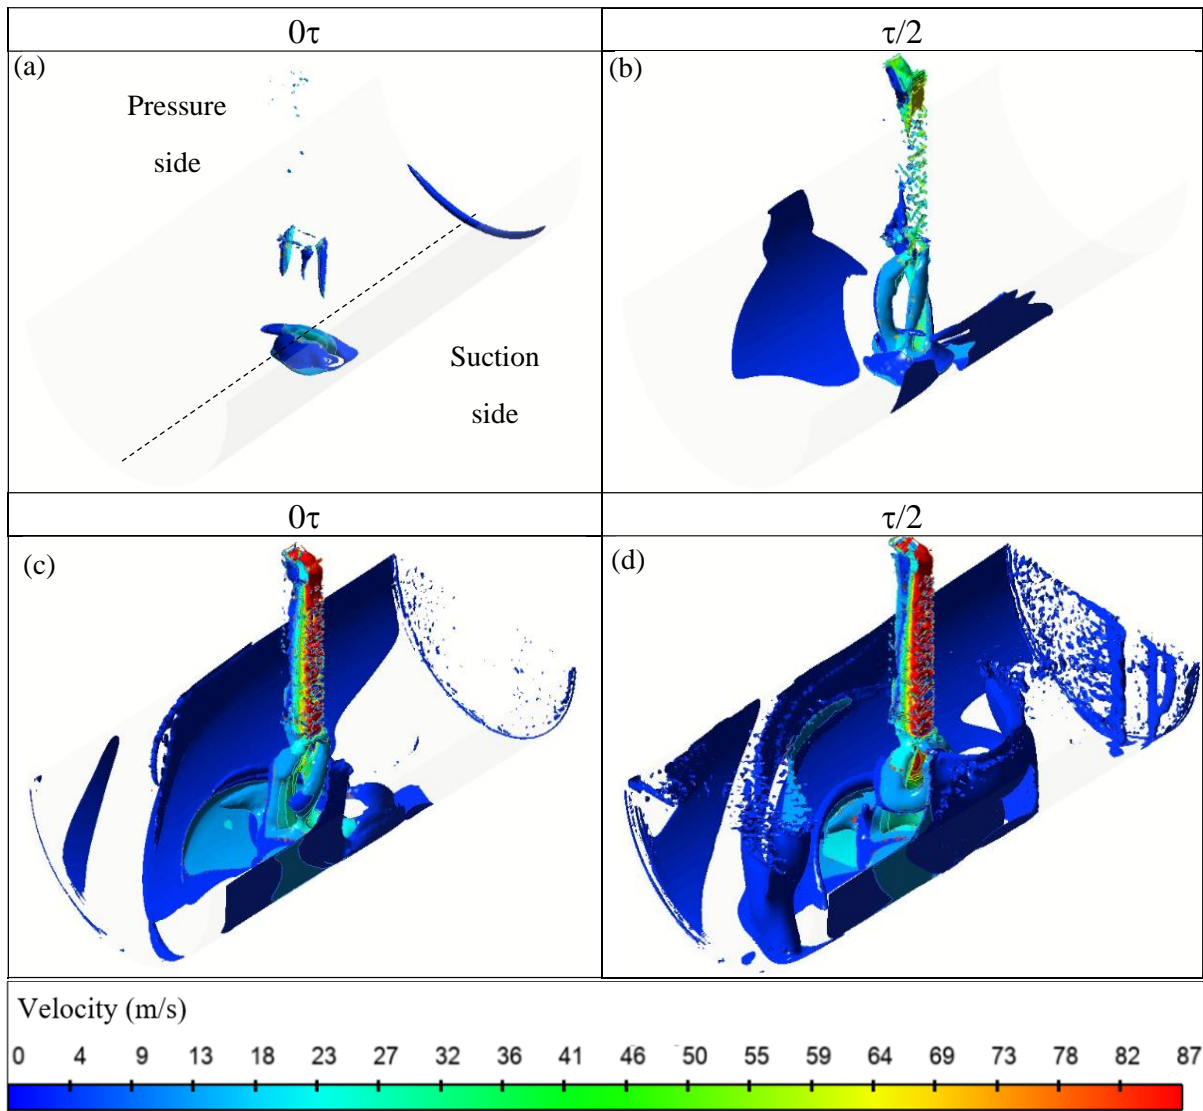 0τ
τ/2
(a)
Pressure
side
Suction
side
(b)
0τ
τ/2
(c)
(d)
Velocity (m/s)
0 4 9 13 18 23 27 32 36 41 46 50 55 59 64 69 73 78 82 87